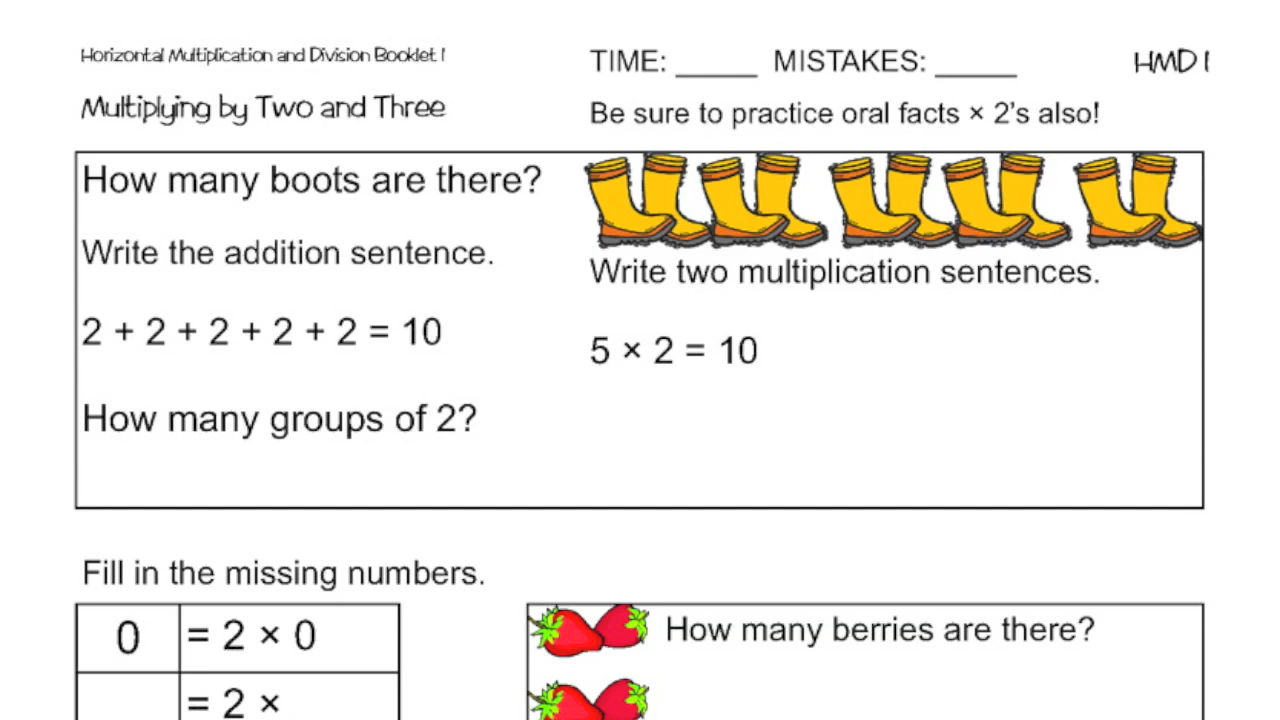 Horizontal Multiplication and Division Booklet 1
TIME: _____ MISTAKES: _____
HMD 1
Multiplying by Two and Three
Be sure to practice oral facts × 2's also!
How many boots are there?
Write the addition sentence.
2 + 2 + 2 + 2 + 2 = 10
How many groups of 2?
Write two multiplication sentences.
5 × 2 = 10
Fill in the missing numbers.
0 = 2 × 0
= 2 ×
How many berries are there?